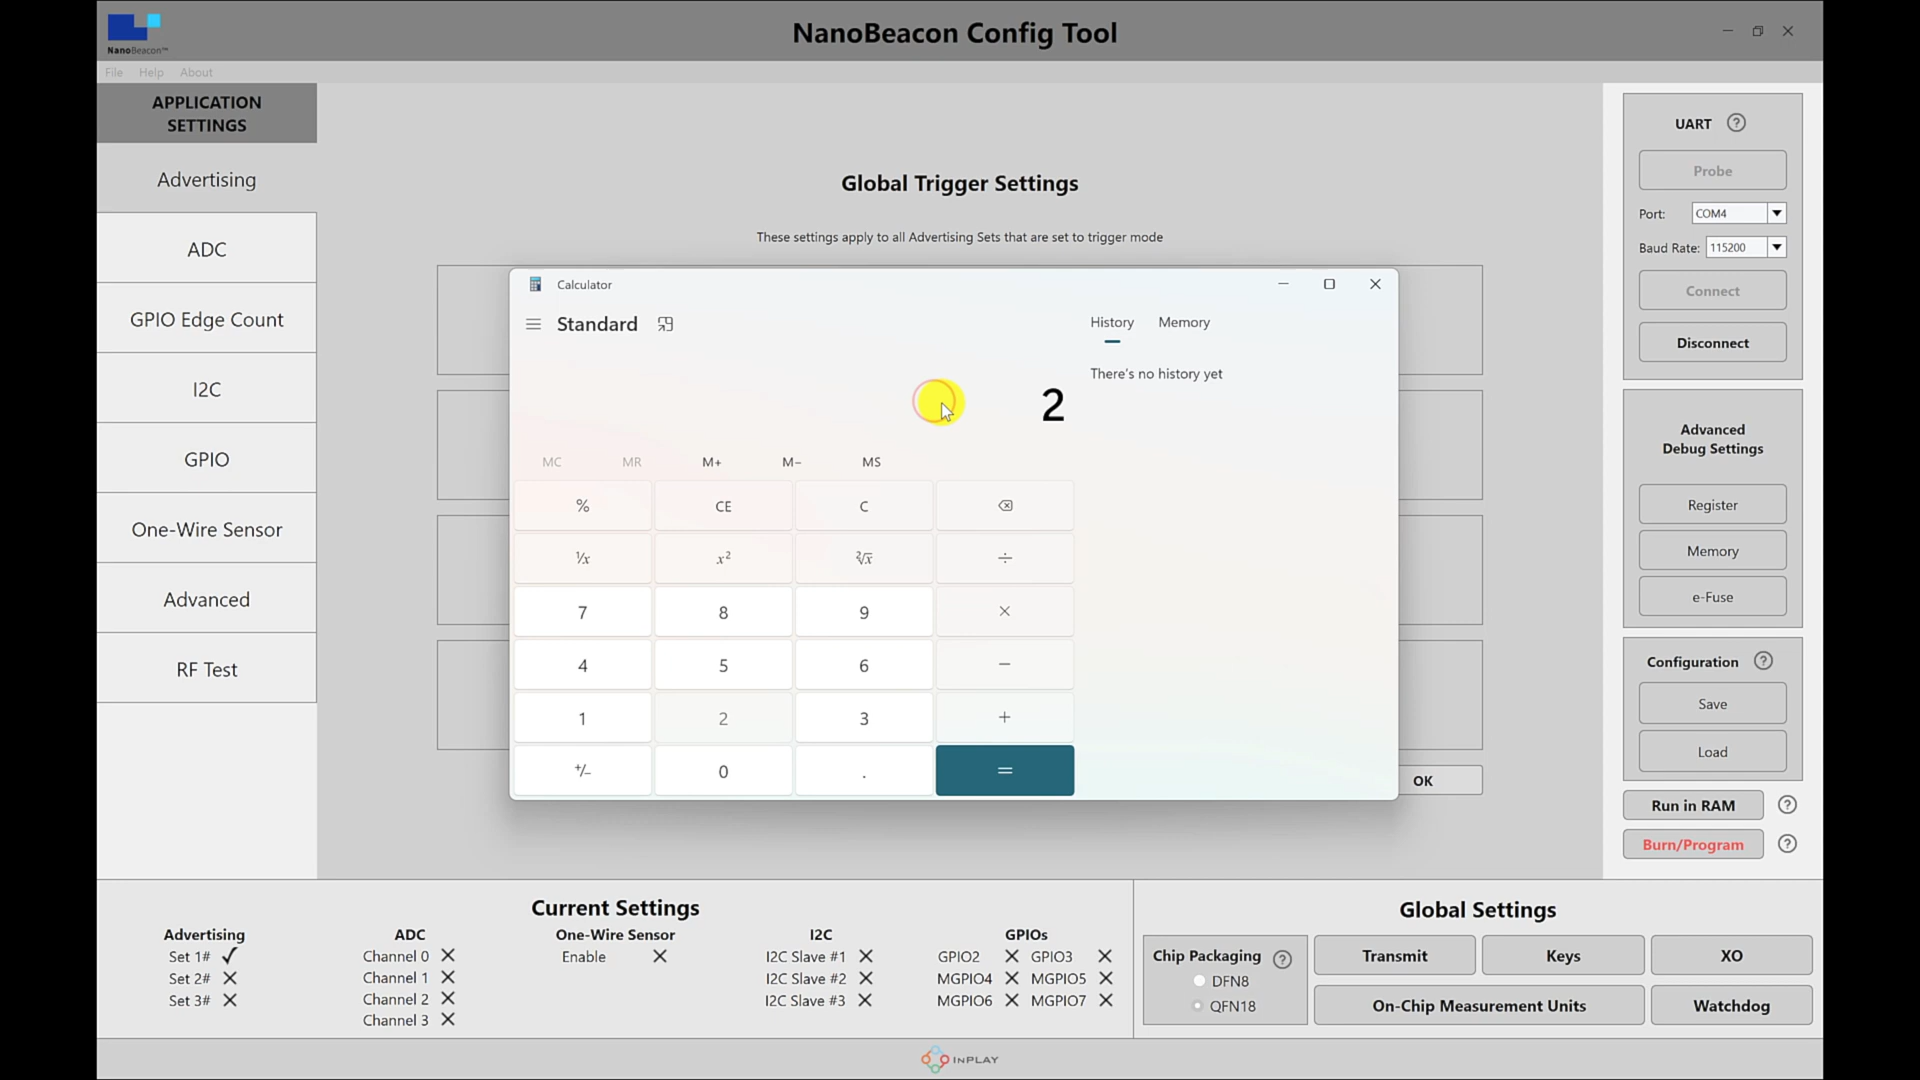 NanoBeacon™
NanoBeacon Config Tool
File Help About
APPLICATION
SETTINGS
Advertising
ADC
GPIO Edge Count
I2C
GPIO
One-Wire Sensor
Advanced
RF Test
Global Trigger Settings
These settings apply to all Advertising Sets that are set to trigger mode
Calculator
Standard
History Memory
There's no history yet
2
MC MR M+ M− MS
% CE C
¹/x x² ²√x ÷
7 8 9 ×
4 5 6 −
1 2 3 +
+/− 0 . =
OK
UART ?
Probe
Port: COM4
Baud Rate: 115200
Connect
Disconnect
Advanced
Debug Settings
Register
Memory
e-Fuse
Configuration ?
Save
Load
Run in RAM ?
Burn/Program ?
Current Settings
Advertising
Set 1#
Set 2#
Set 3#
ADC
Channel 0
Channel 1
Channel 2
Channel 3
One-Wire Sensor
Enable
I2C
I2C Slave #1
I2C Slave #2
I2C Slave #3
GPIOs
GPIO2 GPIO3
MGPIO4 MGPIO5
MGPIO6 MGPIO7
Global Settings
Chip Packaging ?
DFN8
QFN18
Transmit Keys XO
On-Chip Measurement Units Watchdog
INPLAY